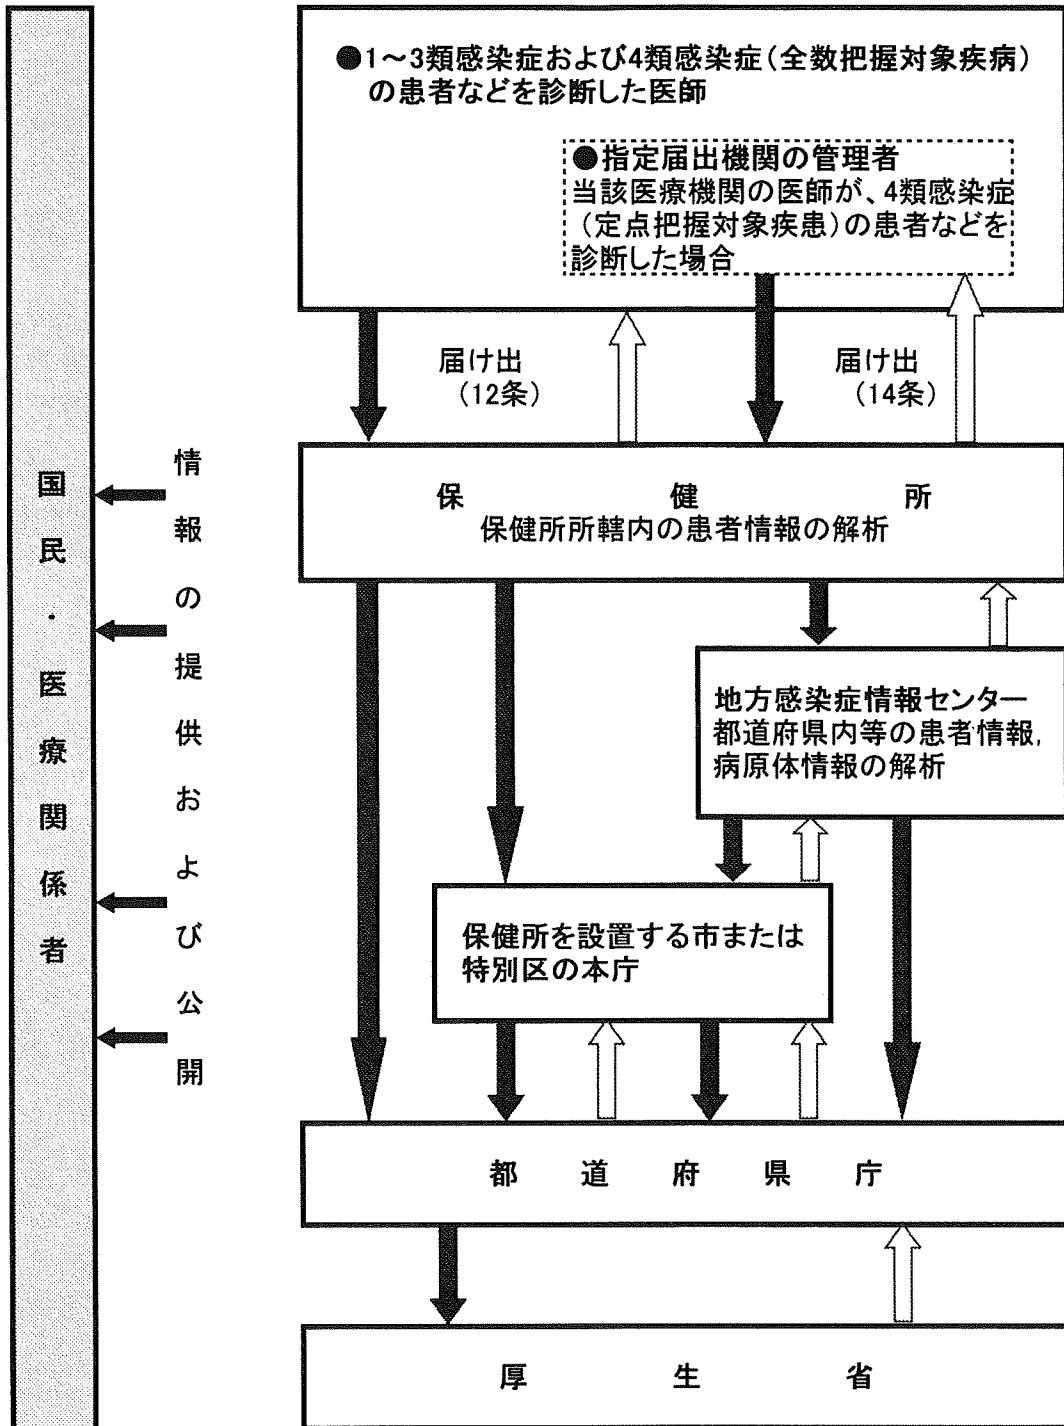 ●1～3類感染症および4類感染症(全数把握対象疾病)
の患者などを診断した医師
●指定届出機関の管理者
当該医療機関の医師が、4類感染症
(定点把握対象疾患)の患者などを
診断した場合
届け出
(12条)
届け出
(14条)
保健所
保健所所轄内の患者情報の解析
地方感染症情報センター
都道府県内等の患者情報,
病原体情報の解析
保健所を設置する市または
特別区の本庁
都道府県庁
厚生省
情報の提供および公開
国民・医療関係者